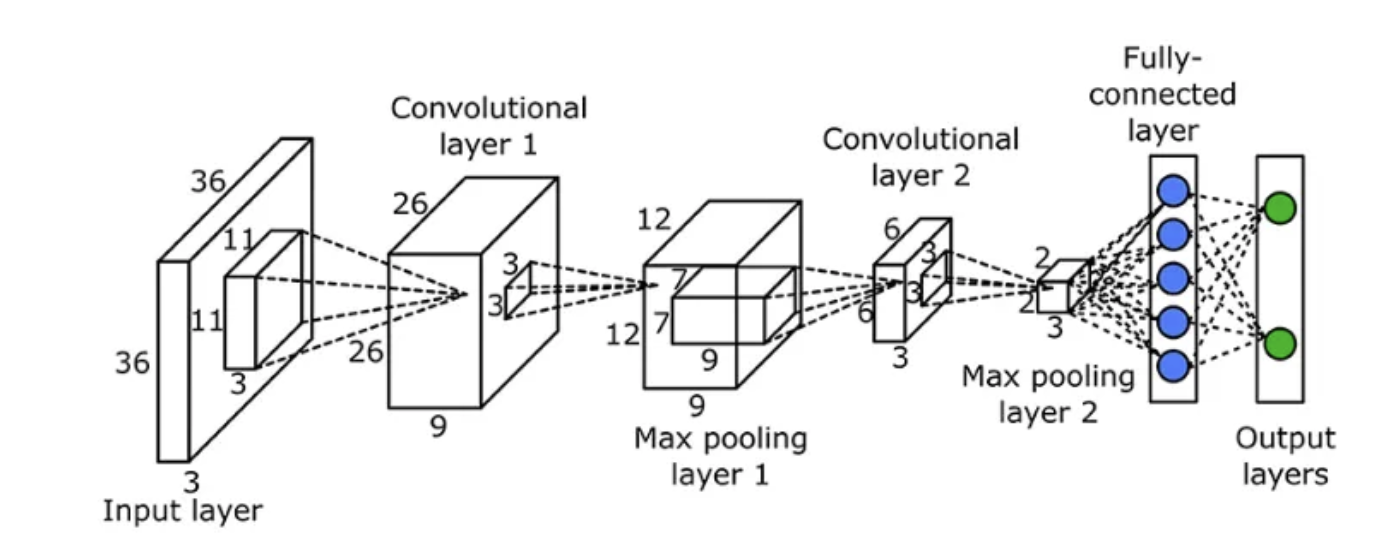 36
11
11
36
3
3
Input layer
Convolutional
layer 1
26
3
3
26
9
12
7
7
12
9
9
Max pooling
layer 1
Convolutional
layer 2
6
3
3
6
3
2
2
3
Max pooling
layer 2
Fully-
connected
layer
Output
layers